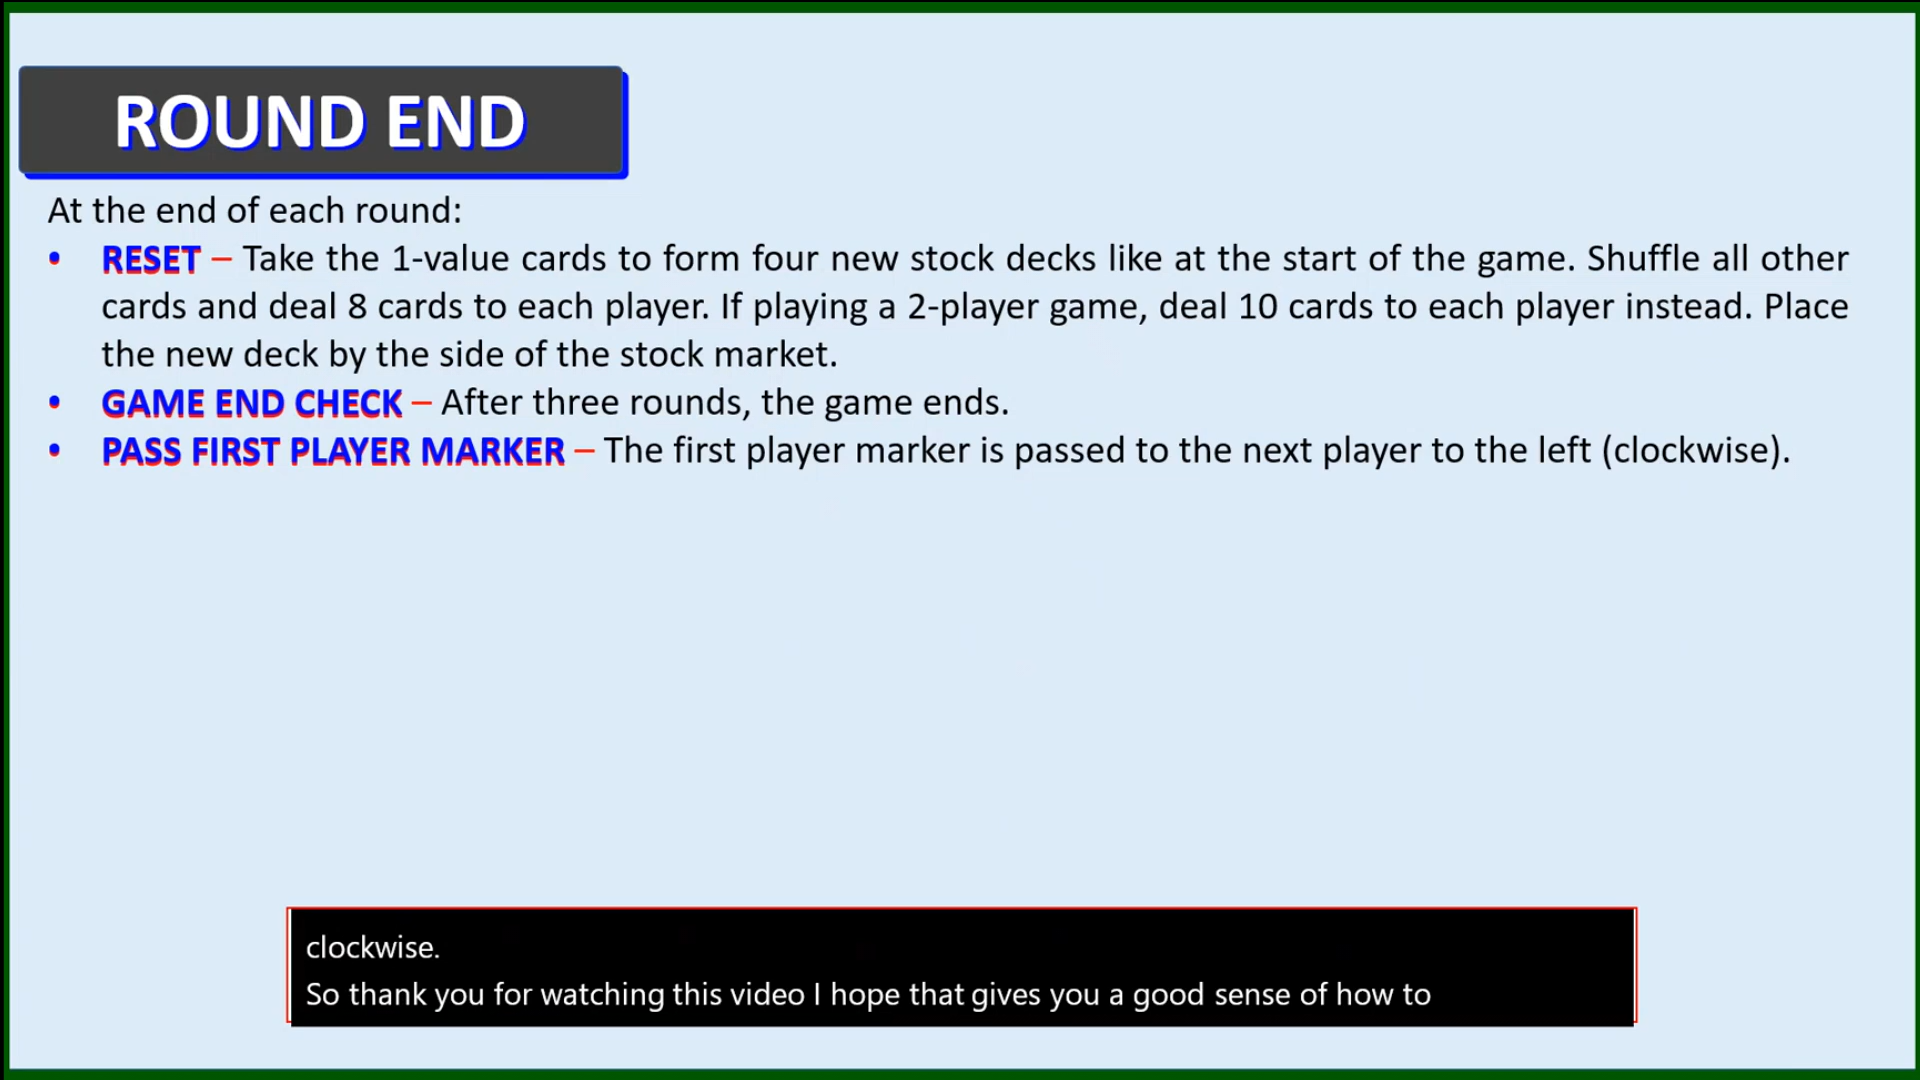 ROUND END
At the end of each round:
• RESET – Take the 1-value cards to form four new stock decks like at the start of the game. Shuffle all other
cards and deal 8 cards to each player. If playing a 2-player game, deal 10 cards to each player instead. Place
the new deck by the side of the stock market.
• GAME END CHECK – After three rounds, the game ends.
• PASS FIRST PLAYER MARKER – The first player marker is passed to the next player to the left (clockwise).
clockwise.
So thank you for watching this video I hope that gives you a good sense of how to